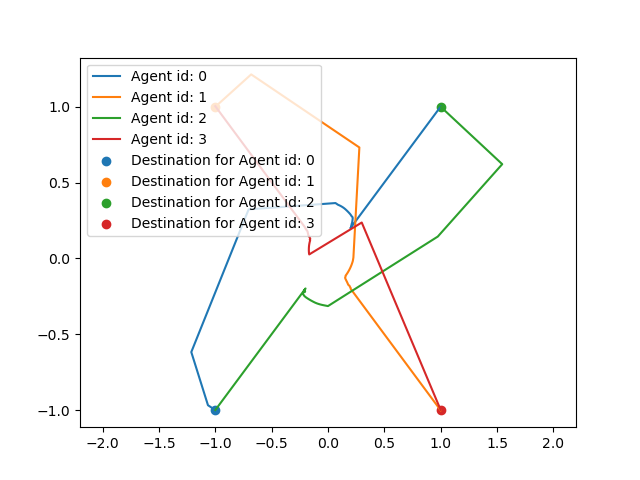 Agent id: 0
Agent id: 1
Agent id: 2
Agent id: 3
Destination for Agent id: 0
Destination for Agent id: 1
Destination for Agent id: 2
Destination for Agent id: 3
1.0
0.5
0.0
−0.5
−1.0
−2.0 −1.5 −1.0 −0.5 0.0 0.5 1.0 1.5 2.0